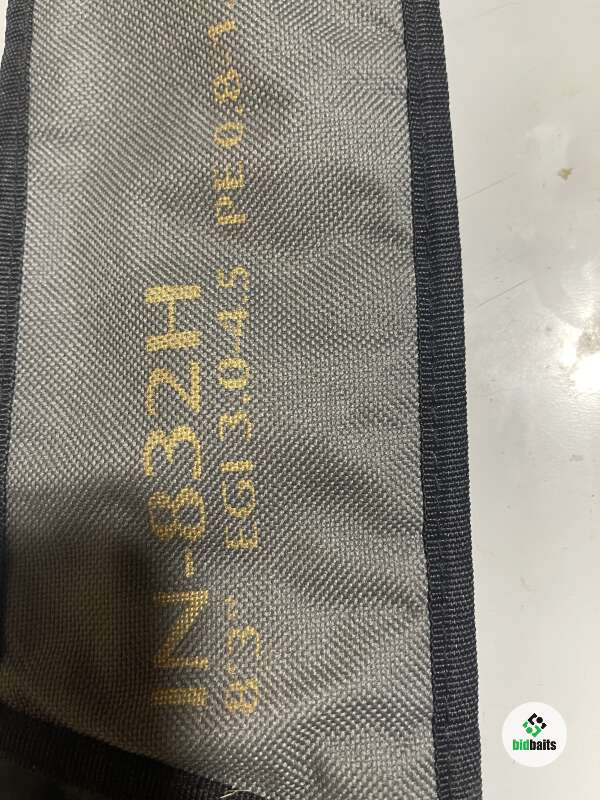 IN-832H
8'3" EGI 3.0-4.5 PE 0.8-1
bidbaits